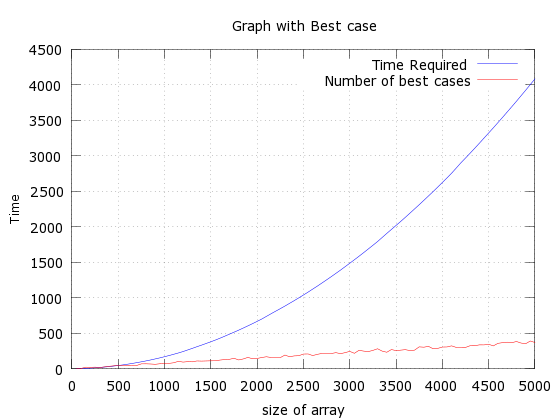 Graph with Best case
Time Required
Number of best cases
4500
4000
3500
3000
2500
2000
1500
1000
500
0
Time
0 500 1000 1500 2000 2500 3000 3500 4000 4500 5000
size of array